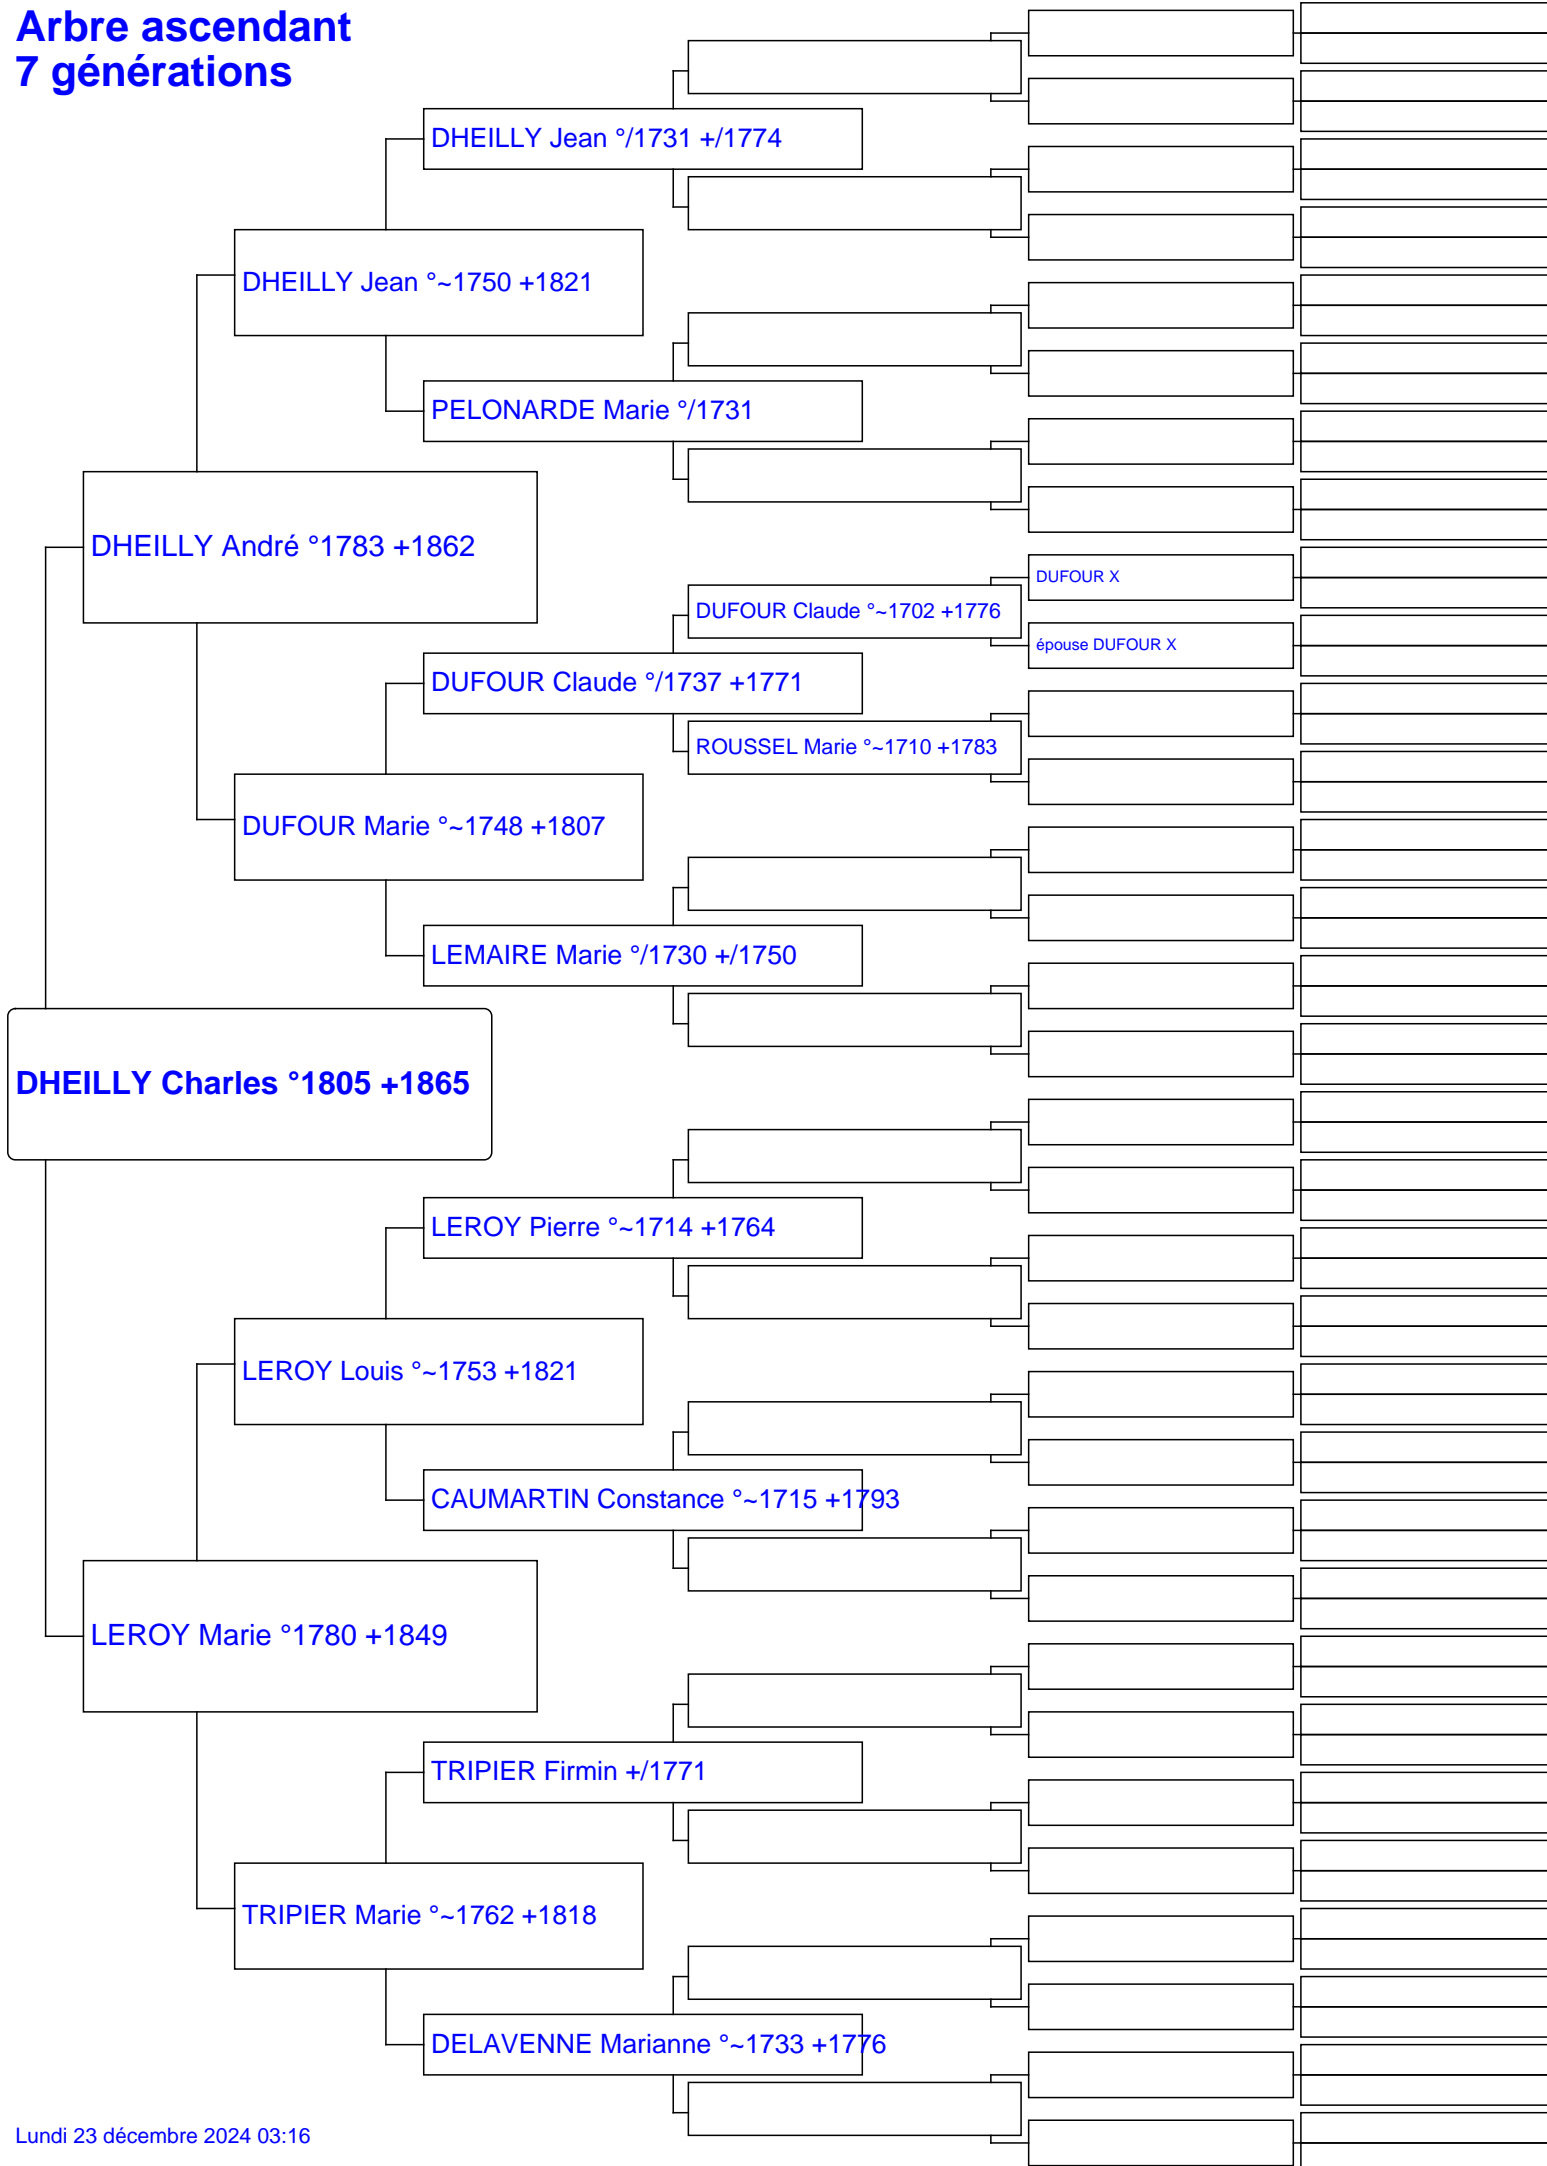 Arbre ascendant
7 générations
DHEILLY Jean °/1731 +/1774
DHEILLY Jean °~1750 +1821
PELONARDE Marie °/1731
DHEILLY André °1783 +1862
DUFOUR X
DUFOUR Claude °~1702 +1776
épouse DUFOUR X
DUFOUR Claude °/1737 +1771
ROUSSEL Marie °~1710 +1783
DUFOUR Marie °~1748 +1807
LEMAIRE Marie °/1730 +/1750
DHEILLY Charles °1805 +1865
LEROY Pierre °~1714 +1764
LEROY Louis °~1753 +1821
CAUMARTIN Constance °~1715 +1793
LEROY Marie °1780 +1849
TRIPIER Firmin +/1771
TRIPIER Marie °~1762 +1818
DELAVENNE Marianne °~1733 +1776
Lundi 23 décembre 2024 03:16